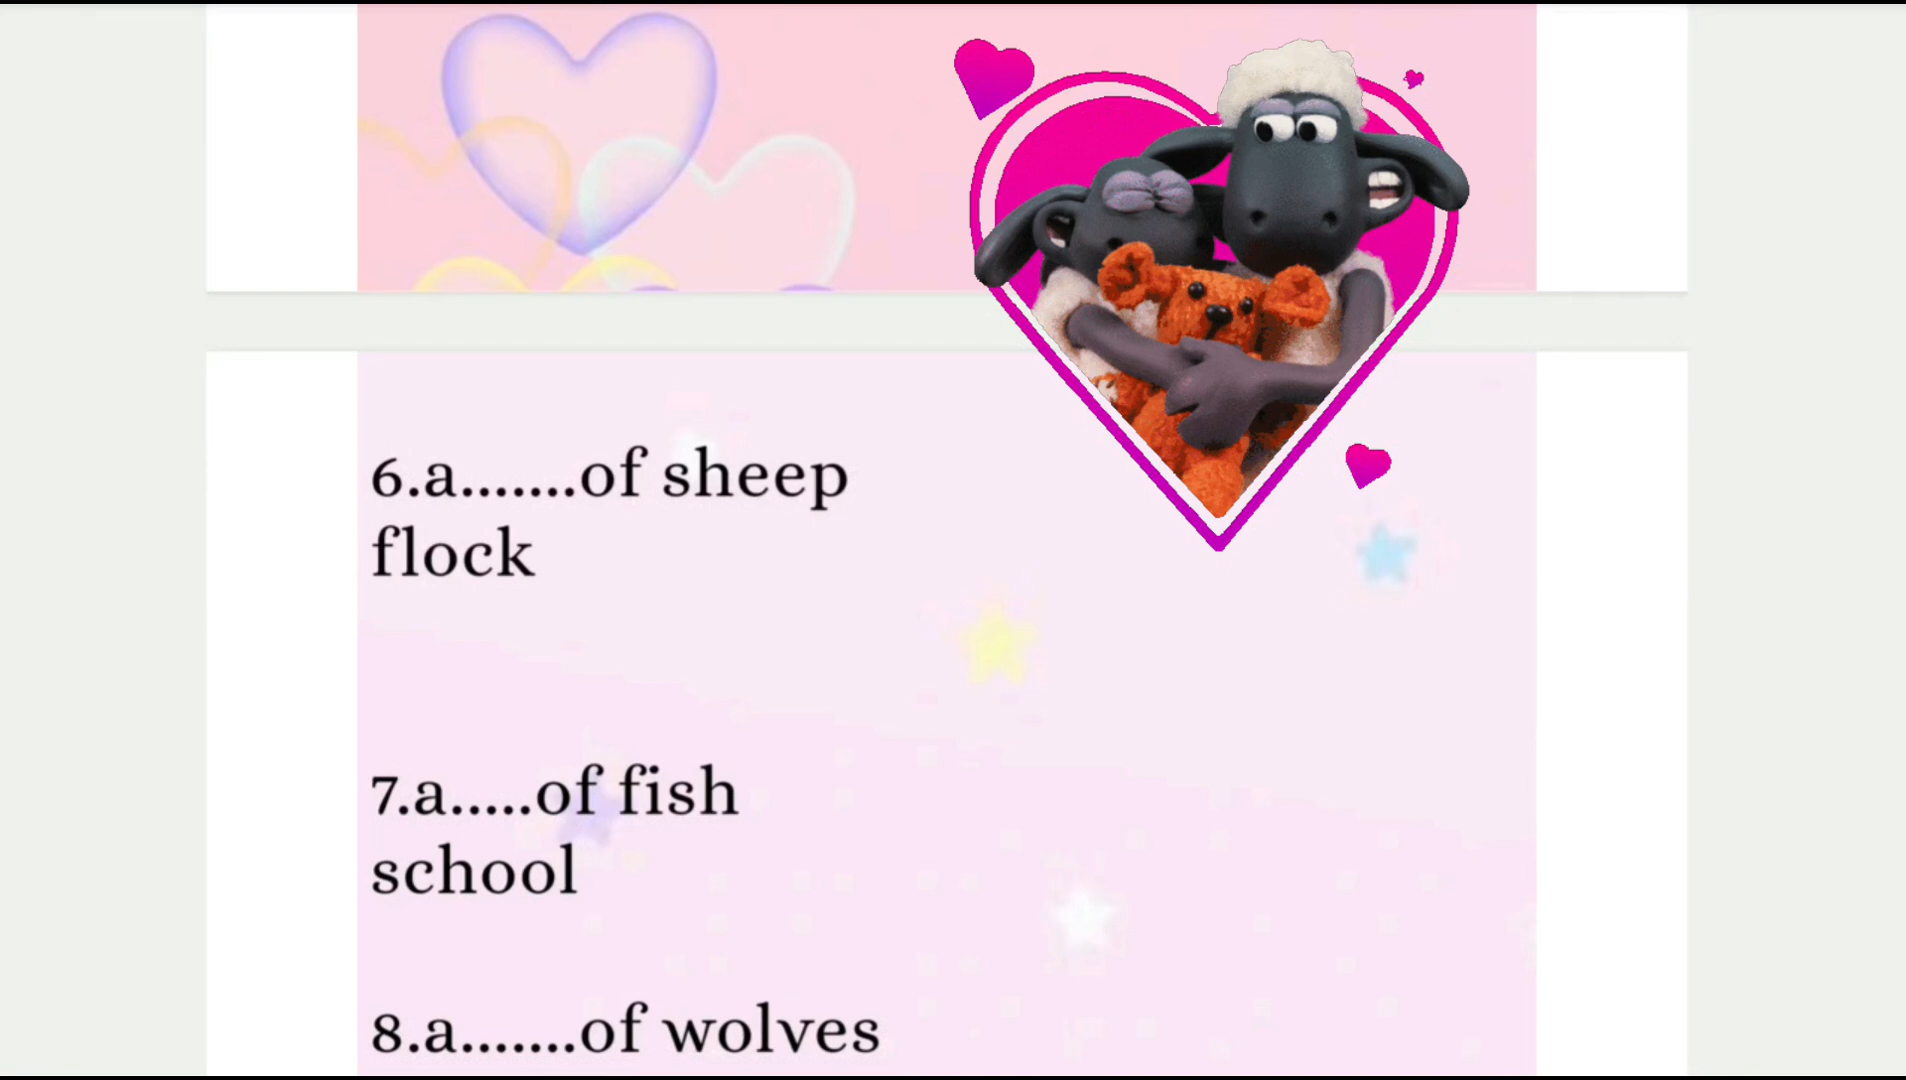 6.a.......of sheep
flock
7.a.....of fish
school
8.a.......of wolves